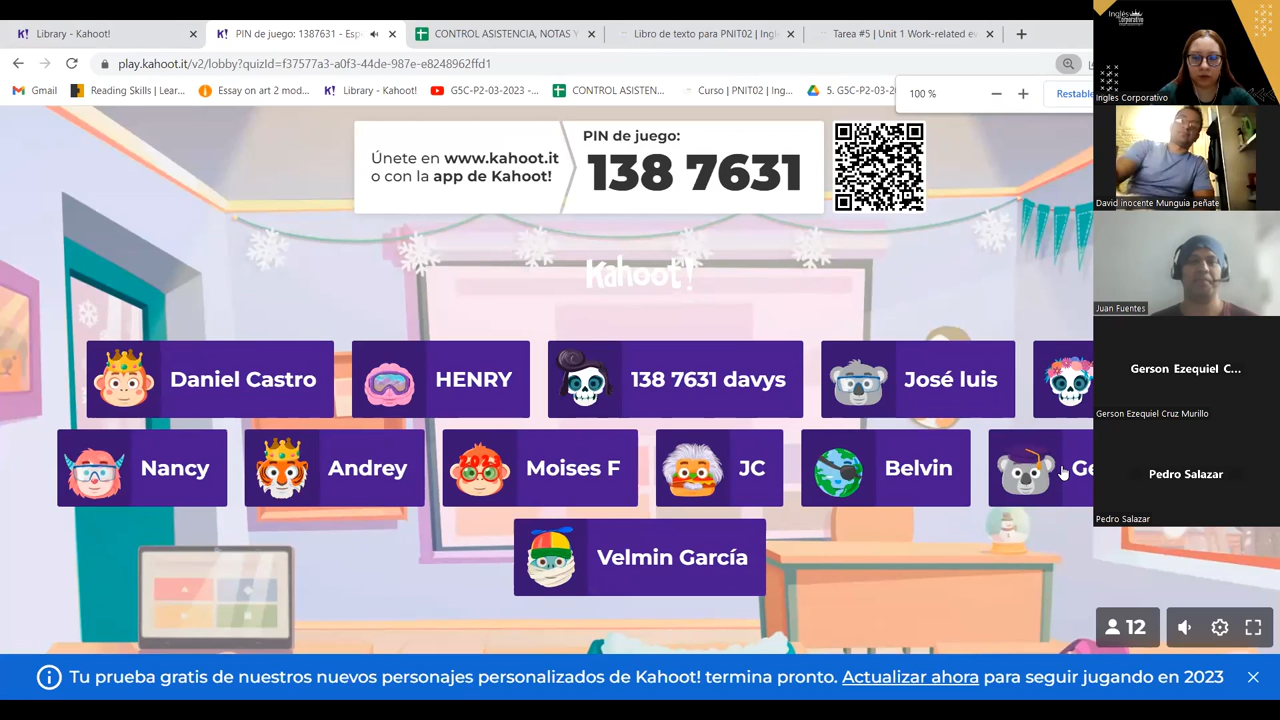 Library - Kahoot!
PIN de juego: 1387631 - Esp
CONTROL ASISTENCIA, NOTAS Y
Libro de texto para PNIT02 | Ingl
Tarea #5 | Unit 1 Work-related ev
play.kahoot.it/v2/lobby?quizId=f37577a3-a0f3-44de-987e-e8248962ffd1
Gmail
Reading Skills | Lear...
Essay on art 2 mod...
Library - Kahoot!
G5C-P2-03-2023 -...
CONTROL ASISTEN...
Curso | PNIT02 | Ing...
5. G5C-P2-03-20
100 %
Restable
Únete en www.kahoot.it
o con la app de Kahoot!
PIN de juego:
138 7631
Kahoot!
Daniel Castro
HENRY
138 7631 davys
José luis
Nancy
Andrey
Moises F
JC
Belvin
Ge
Velmin García
12
Tu prueba gratis de nuestros nuevos personajes personalizados de Kahoot! termina pronto. Actualizar ahora para seguir jugando en 2023
Inglés
Corporativo
Ingles Corporativo
David inocente Munguia peñate
Juan Fuentes
Gerson Ezequiel C...
Gerson Ezequiel Cruz Murillo
Pedro Salazar
Pedro Salazar